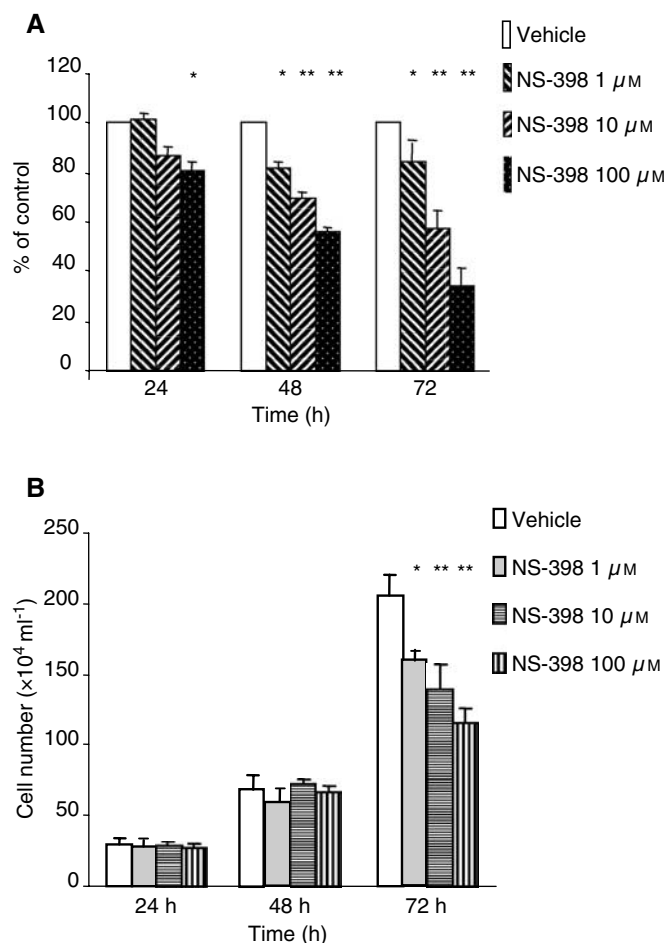 A
Vehicle
NS-398 1 µM
NS-398 10 µM
NS-398 100 µM
120
100
80
60
40
20
0
% of control
* * ** ** * ** **
24 48 72
Time (h)
B
Vehicle
NS-398 1 µM
NS-398 10 µM
NS-398 100 µM
250
200
150
100
50
0
Cell number (×10⁴ ml⁻¹)
* ** **
24 h 48 h 72 h
Time (h)